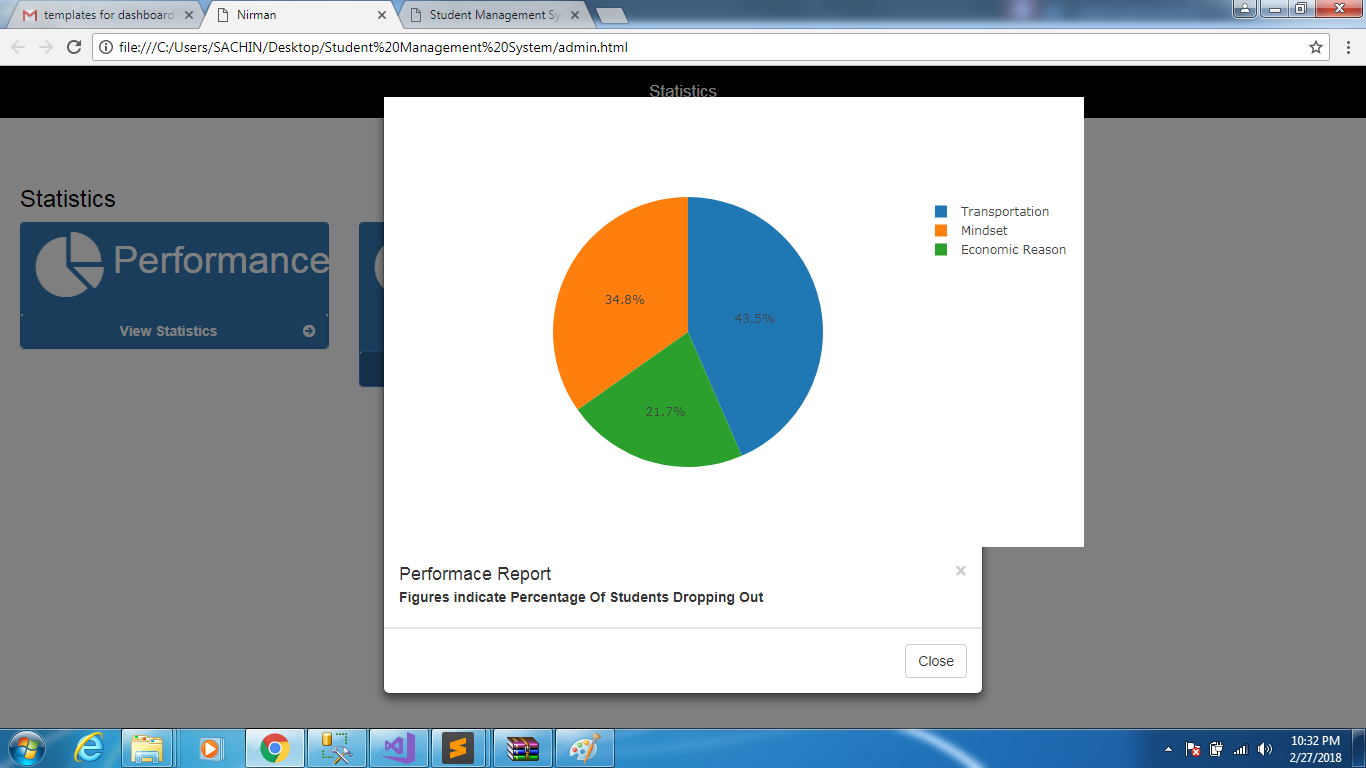 templates for dashboard
Nirman
Student Management Sy
file:///C:/Users/SACHIN/Desktop/Student%20Management%20System/admin.html
Statistics
Statistics
Performance
View Statistics
Transportation
Mindset
Economic Reason
34.8%
43.5%
21.7%
Performace Report
×
Figures indicate Percentage Of Students Dropping Out
Close
10:32 PM
2/27/2018